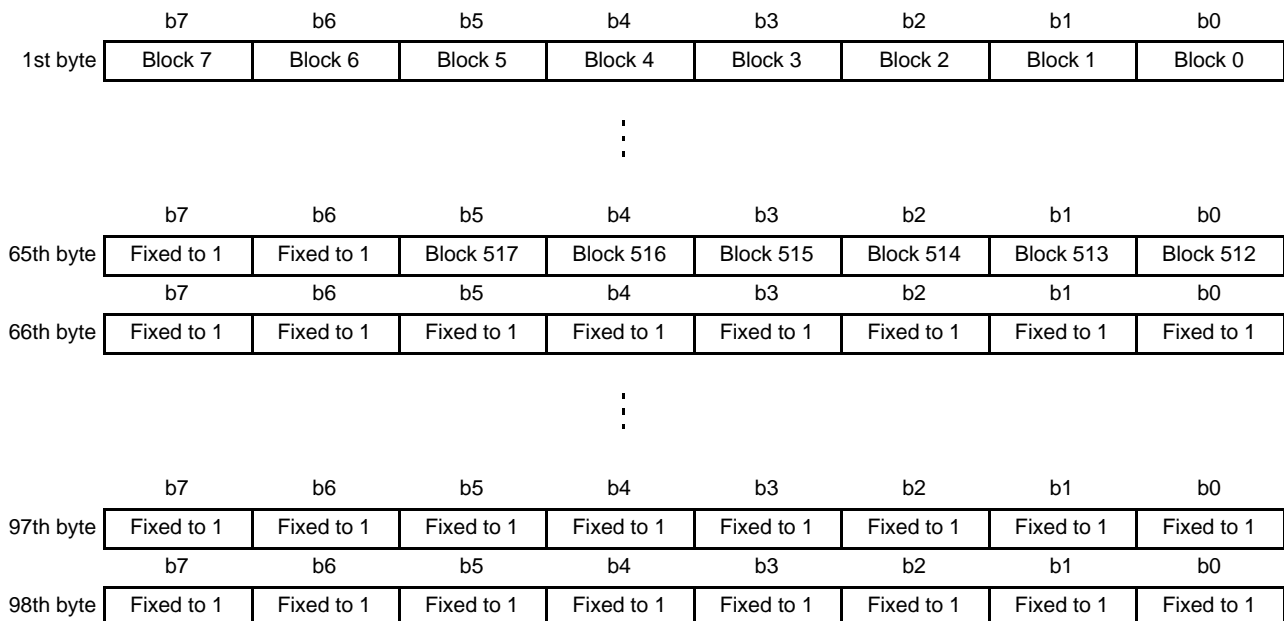 b7 b6 b5 b4 b3 b2 b1 b0
1st byte Block 7 Block 6 Block 5 Block 4 Block 3 Block 2 Block 1 Block 0
b7 b6 b5 b4 b3 b2 b1 b0
65th byte Fixed to 1 Fixed to 1 Block 517 Block 516 Block 515 Block 514 Block 513 Block 512
b7 b6 b5 b4 b3 b2 b1 b0
66th byte Fixed to 1 Fixed to 1 Fixed to 1 Fixed to 1 Fixed to 1 Fixed to 1 Fixed to 1 Fixed to 1
b7 b6 b5 b4 b3 b2 b1 b0
97th byte Fixed to 1 Fixed to 1 Fixed to 1 Fixed to 1 Fixed to 1 Fixed to 1 Fixed to 1 Fixed to 1
b7 b6 b5 b4 b3 b2 b1 b0
98th byte Fixed to 1 Fixed to 1 Fixed to 1 Fixed to 1 Fixed to 1 Fixed to 1 Fixed to 1 Fixed to 1